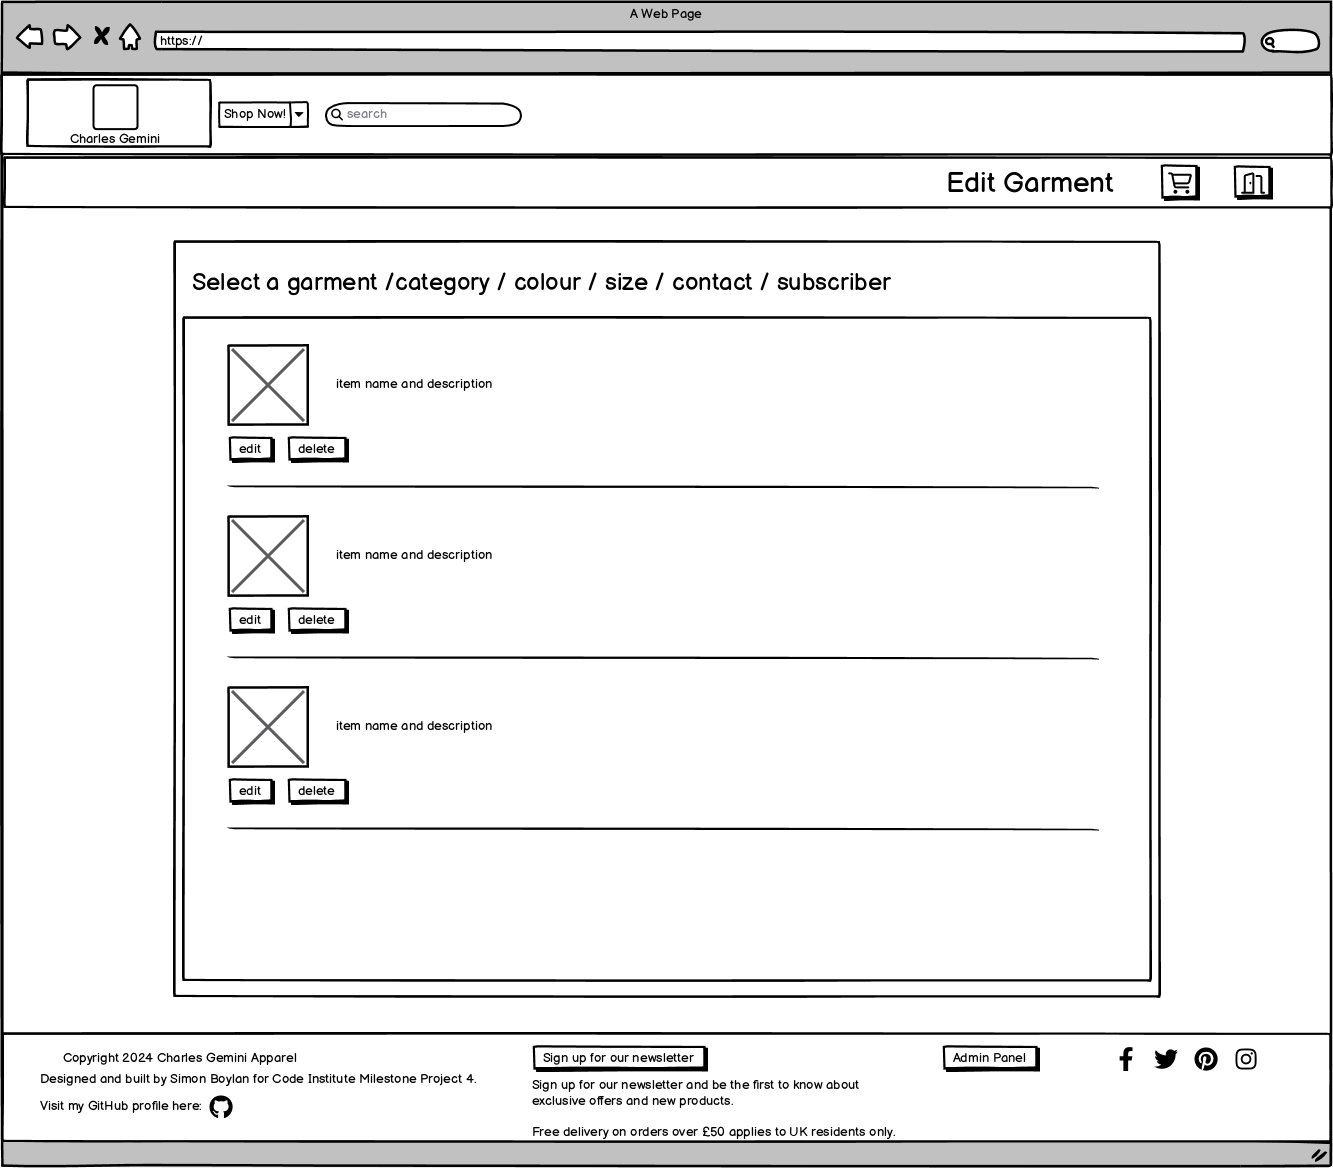 A Web Page
https://
Charles Gemini
Shop Now!
search
Edit Garment
Select a garment /category / colour / size / contact / subscriber
item name and description
edit
delete
item name and description
edit
delete
item name and description
edit
delete
Copyright 2024 Charles Gemini Apparel
Designed and built by Simon Boylan for Code Institute Milestone Project 4.
Visit my GitHub profile here:
Sign up for our newsletter
Sign up for our newsletter and be the first to know about
exclusive offers and new products.
Free delivery on orders over £50 applies to UK residents only.
Admin Panel